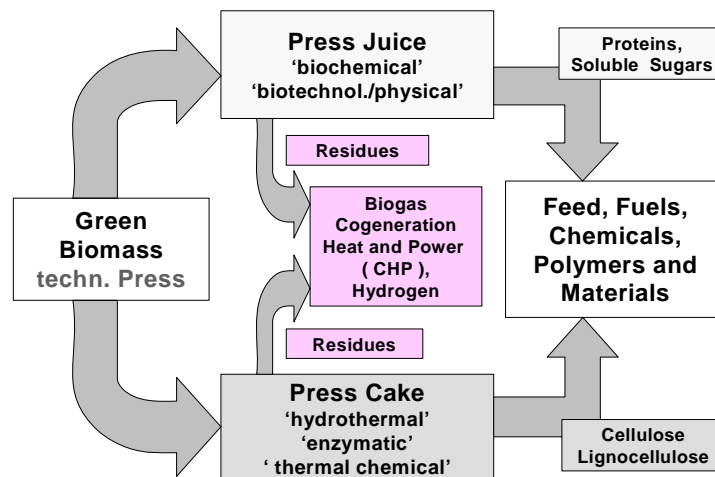 Press Juice
‘biochemical’
‘biotechnol./physical’
Proteins,
Soluble Sugars
Residues
Green
Biomass
techn. Press
Biogas
Cogeneration
Heat and Power
( CHP ),
Hydrogen
Feed, Fuels,
Chemicals,
Polymers and
Materials
Residues
Press Cake
‘hydrothermal’
‘enzymatic’
‘ thermal chemical’
Cellulose
Lignocellulose